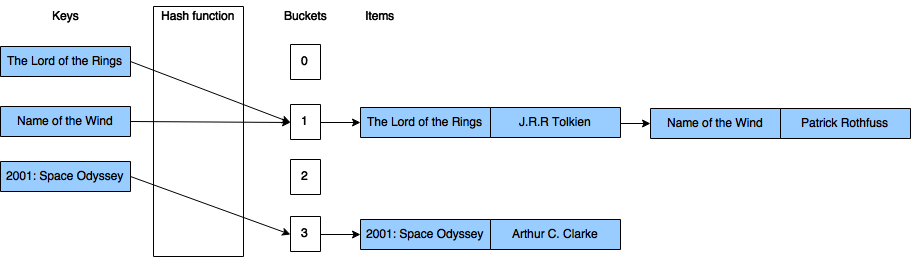 Keys Hash function Buckets Items
0
The Lord of the Rings
Name of the Wind 1 The Lord of the Rings J.R.R Tolkien Name of the Wind Patrick Rothfuss
2001: Space Odyssey 2
3 2001: Space Odyssey Arthur C. Clarke